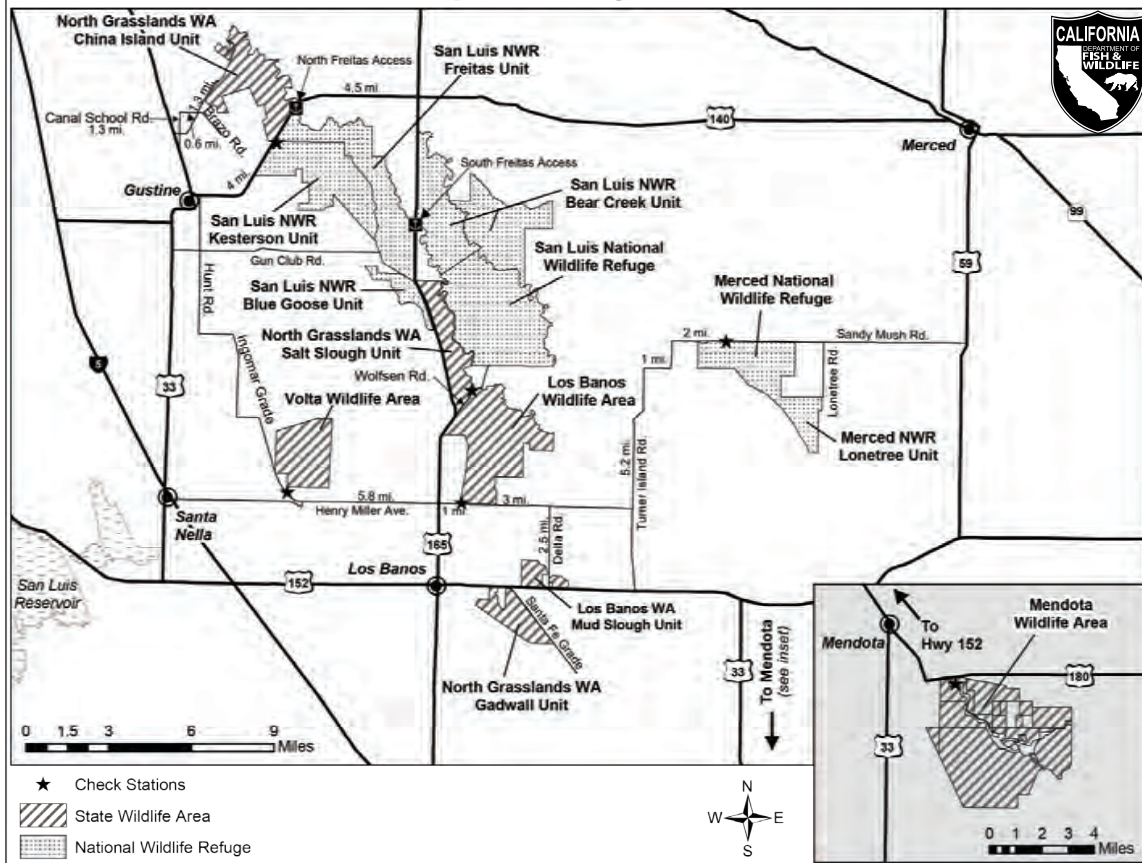 North Grasslands WA
China Island Unit
North Freitas Access
San Luis NWR
Freitas Unit
CALIFORNIA
DEPARTMENT OF
FISH &
WILDLIFE
4.5 mi.
1.3 mi.
Brazo Rd.
Canal School Rd.
1.3 mi.
0.6 mi.
140
Merced
South Freitas Access
4 mi.
Gustine
San Luis NWR
Bear Creek Unit
99
San Luis NWR
Kesterson Unit
San Luis National
Wildlife Refuge
59
Gun Club Rd.
Hunt Rd.
San Luis NWR
Blue Goose Unit
Merced National
Wildlife Refuge
North Grasslands WA
Salt Slough Unit
2 mi.
Sandy Mush Rd.
Ingomar Grade
1 mi.
5
33
Wolfsen Rd.
Los Banos
Wildlife Area
Lonetree Rd.
Volta Wildlife Area
Merced NWR
Lonetree Unit
5.2 mi.
Turner Island Rd.
5.8 mi.
Henry Miller Ave.
1 mi.
3 mi.
Santa
Nella
165
2.5 mi.
Delta Rd.
San Luis
Reservoir
152
Los Banos
Los Banos WA
Mud Slough Unit
Santa Fe Grade
North Grasslands WA
Gadwall Unit
33
To Mendota
(see inset)
To
Hwy 152
Mendota
Wildlife Area
Mendota
180
33
0 1.5 3 6 9
Miles
0 1 2 3 4
Miles
Check Stations
State Wildlife Area
National Wildlife Refuge
N
W E
S